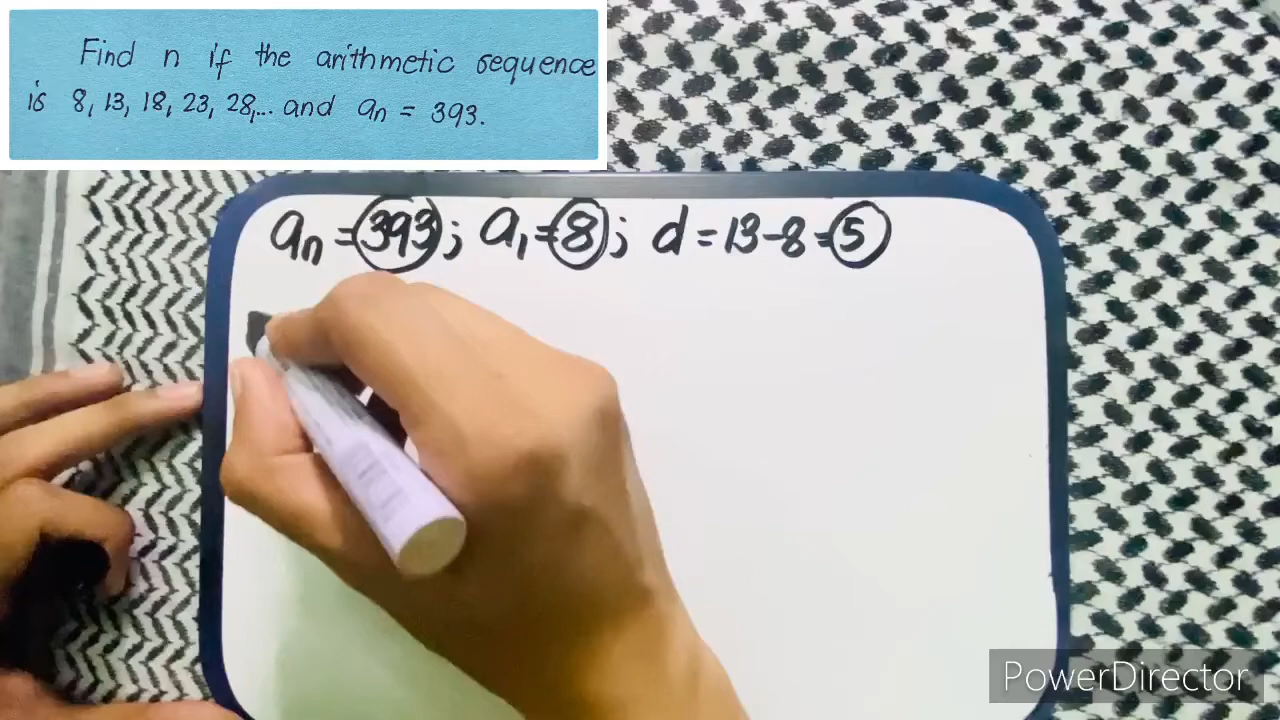 Find n if the arithmetic sequence
is 8, 13, 18, 23, 28,... and an = 393.
an = 393; a1 = 8; d = 13-8 = 5
PowerDirector